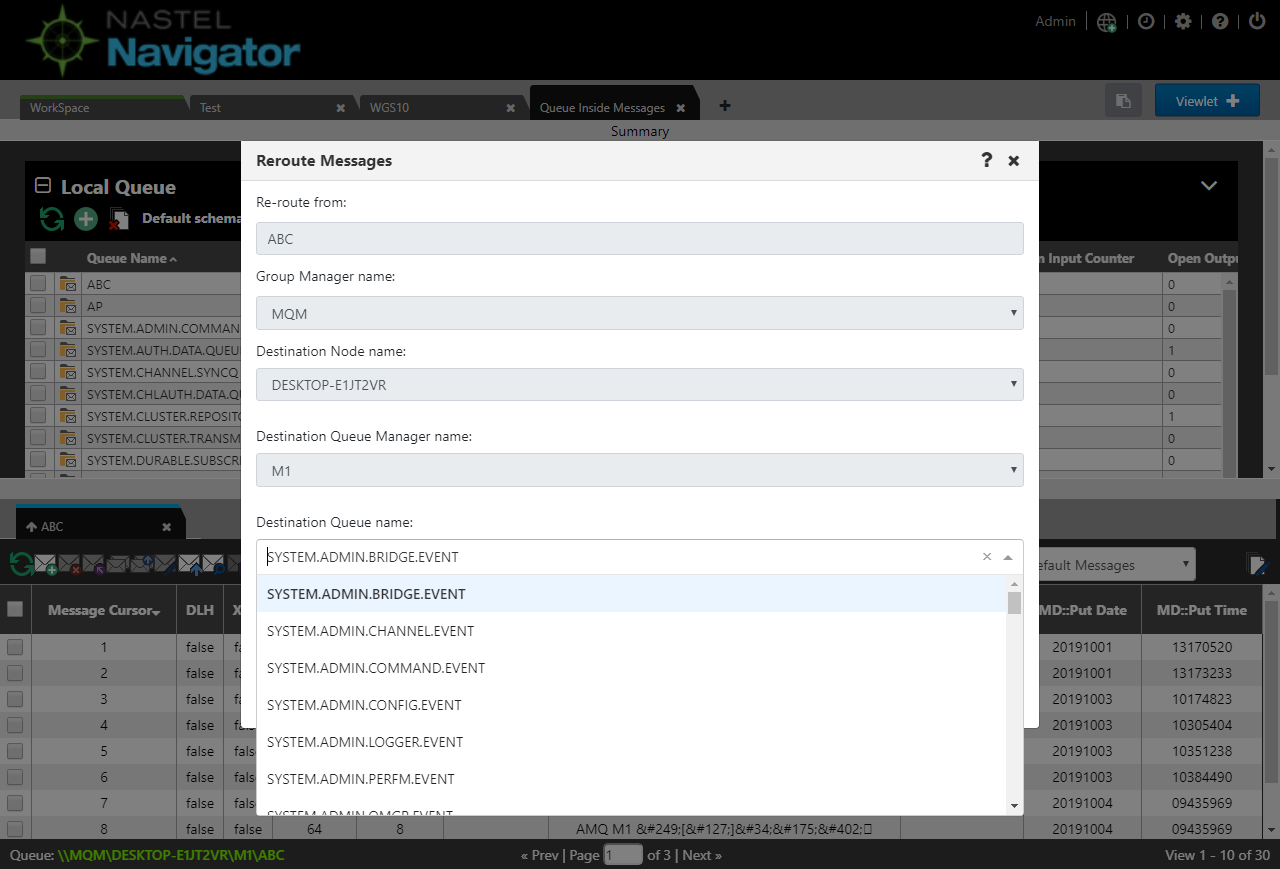 NASTEL
Navigator
Admin
WorkSpace
Test
WGS10
Queue Inside Messages
Viewlet
Summary
Reroute Messages
Local Queue
Default schema
Queue Name
n Input Counter
Open Outpu
ABC
0
AP
0
SYSTEM.ADMIN.COMMAN
0
SYSTEM.AUTH.DATA.QUEU
1
SYSTEM.CHANNEL.SYNCQ
0
SYSTEM.CHLAUTH.DATA.Q
0
SYSTEM.CLUSTER.REPOSITO
1
SYSTEM.CLUSTER.TRANSM
0
SYSTEM.DURABLE.SUBSCRI
0
Re-route from:
ABC
Group Manager name:
MQM
Destination Node name:
DESKTOP-E1JT2VR
Destination Queue Manager name:
M1
Destination Queue name:
SYSTEM.ADMIN.BRIDGE.EVENT
SYSTEM.ADMIN.BRIDGE.EVENT
SYSTEM.ADMIN.CHANNEL.EVENT
SYSTEM.ADMIN.COMMAND.EVENT
SYSTEM.ADMIN.CONFIG.EVENT
SYSTEM.ADMIN.LOGGER.EVENT
SYSTEM.ADMIN.PERFM.EVENT
SYSTEM.ADMIN.QMGR.EVENT
ABC
efault Messages
Message Cursor DLH X MD::Put Date MD::Put Time
1 false fa 20191001 13170520
2 false fa 20191001 13173233
3 false fa 20191003 10174823
4 false fa 20191003 10305404
5 false fals 20191003 10351238
6 false fa 20191003 10384490
7 false fa 20191004 09435969
8 false false 64 8 AMQ M1 &#249;[&#127;]&#34;&#175;&#402; 20191004 09435969
Queue: \\MQM\DESKTOP-E1JT2VR\M1\ABC
« Prev | Page 1 of 3 | Next »
View 1 - 10 of 30